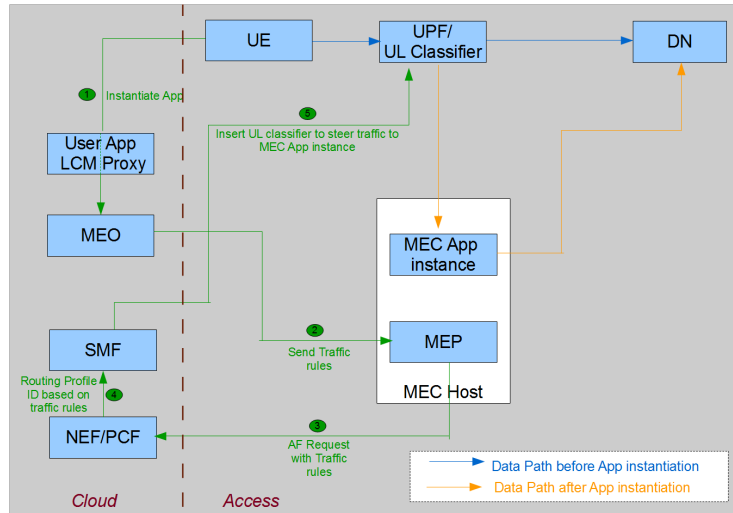 UE
UPF/
UL Classifier
DN
1
Instantiate App
5
Insert UL classifier to steer traffic to
MEC App instance
User App
LCM Proxy
MEO
MEC App
instance
2
Send Traffic
rules
SMF
MEP
MEC Host
Routing Profile
ID based on
traffic rules
4
NEF/PCF
3
AF Request
with Traffic
rules
Data Path before App instantiation
Data Path after App instantiation
Cloud
Access